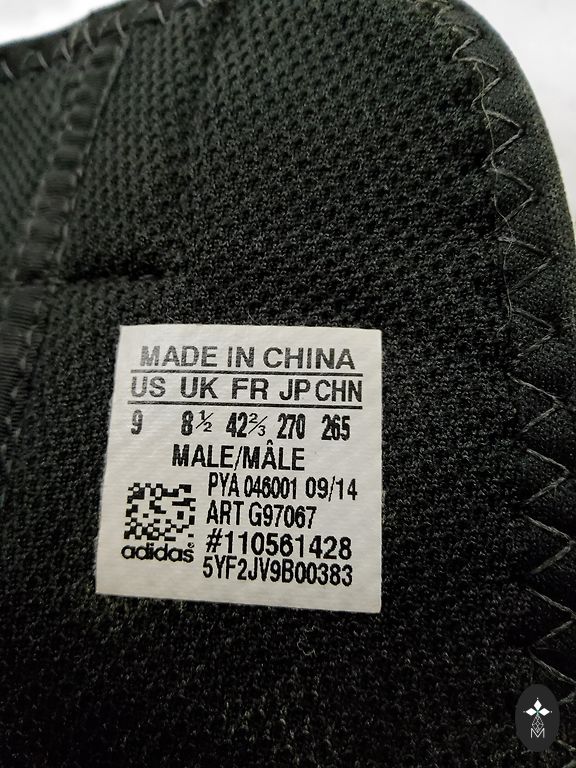 MADE IN CHINA
US UK FR JP CHN
9 8½ 42⅔ 270 265
MALE/MÂLE
PYA 046001 09/14
ART G97067
#110561428
5YF2JV9B00383
adidas
M